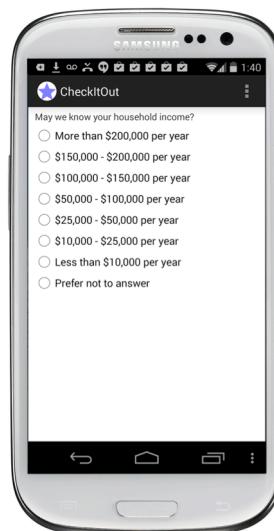 SAMSUNG
1:40
CheckItOut
May we know your household income?
More than $200,000 per year
$150,000 - $200,000 per year
$100,000 - $150,000 per year
$50,000 - $100,000 per year
$25,000 - $50,000 per year
$10,000 - $25,000 per year
Less than $10,000 per year
Prefer not to answer